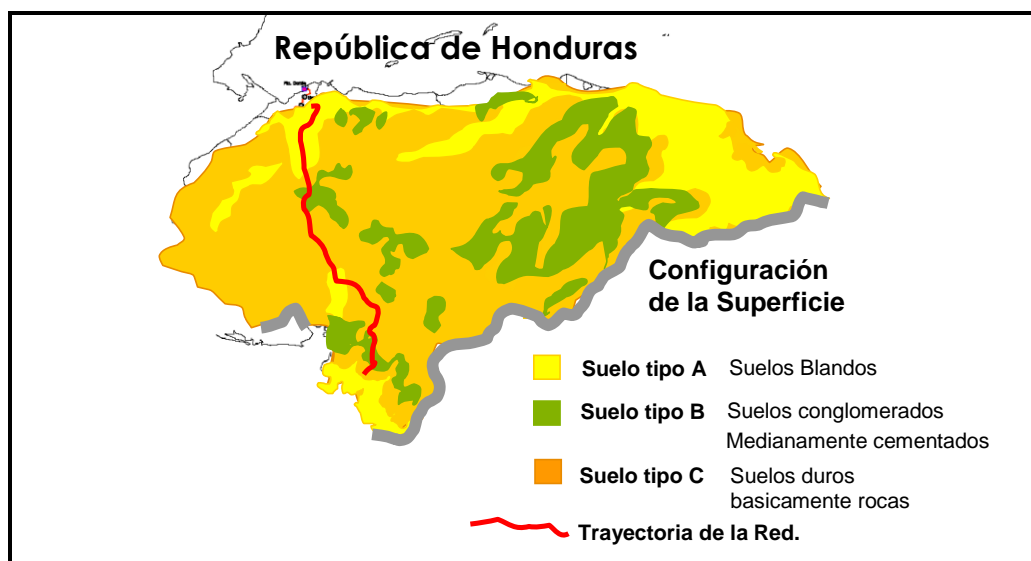 República de Honduras
Configuración
de la Superficie
Suelo tipo A Suelos Blandos
Suelo tipo B Suelos conglomerados
Medianamente cementados
Suelo tipo C Suelos duros
basicamente rocas
Trayectoria de la Red.